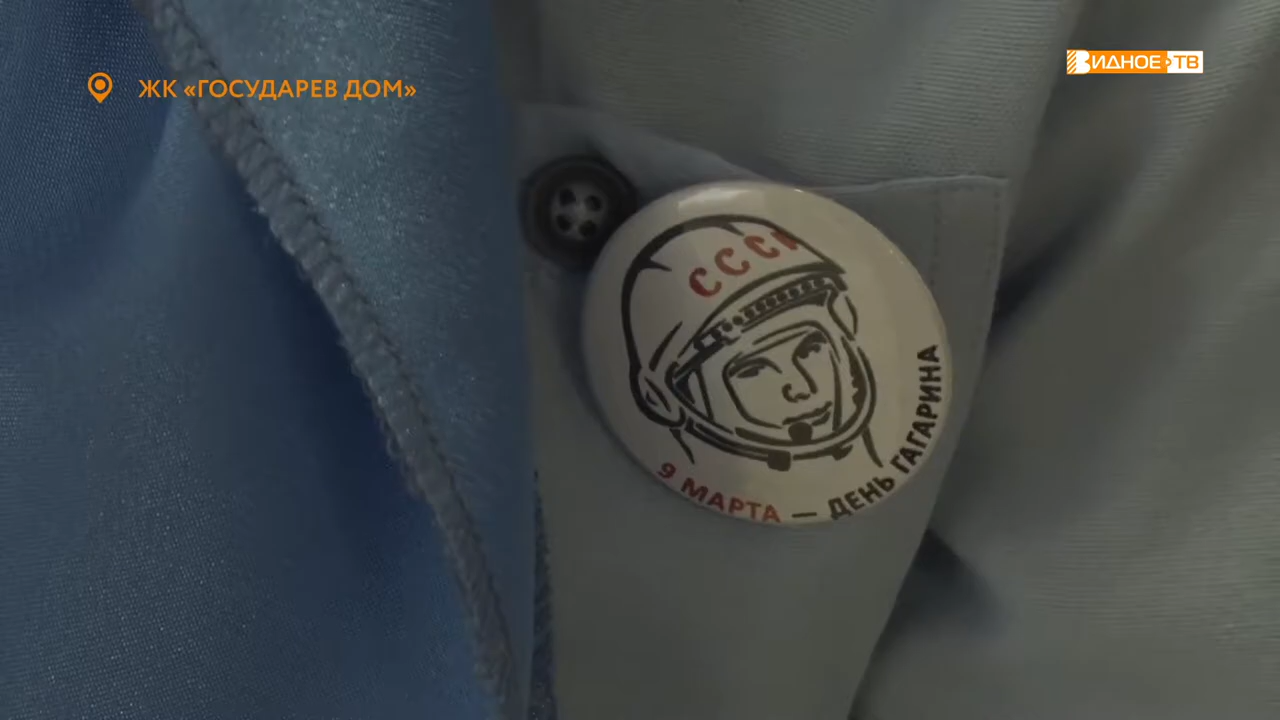 ЖК «ГОСУДАРЕВ ДОМ»
ВИДНОЕ ТВ
СССР
9 МАРТА — ДЕНЬ ГАГАРИНА